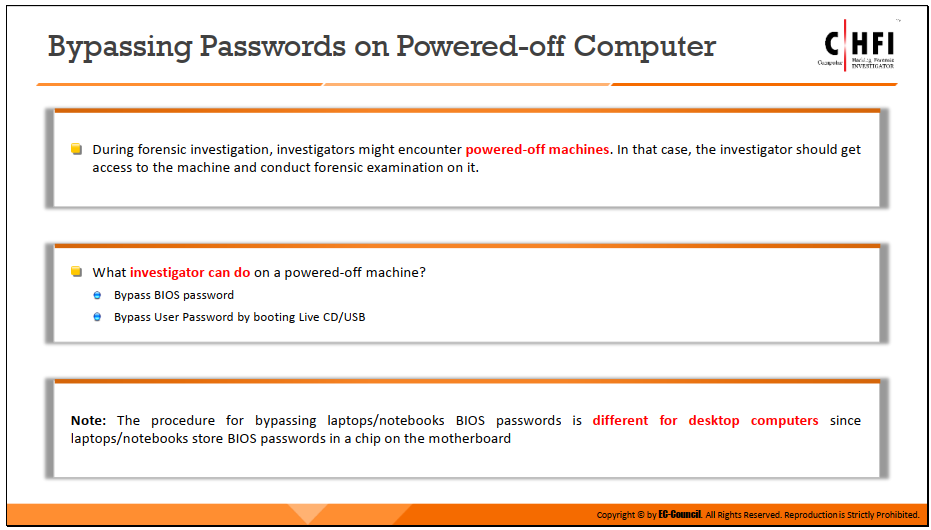 Bypassing Passwords on Powered-off Computer
CHFI
Computer Hacking Forensic
INVESTIGATOR
During forensic investigation, investigators might encounter powered-off machines. In that case, the investigator should get
access to the machine and conduct forensic examination on it.
What investigator can do on a powered-off machine?
Bypass BIOS password
Bypass User Password by booting Live CD/USB
Note: The procedure for bypassing laptops/notebooks BIOS passwords is different for desktop computers since
laptops/notebooks store BIOS passwords in a chip on the motherboard
Copyright © by EC-Council. All Rights Reserved. Reproduction is Strictly Prohibited.